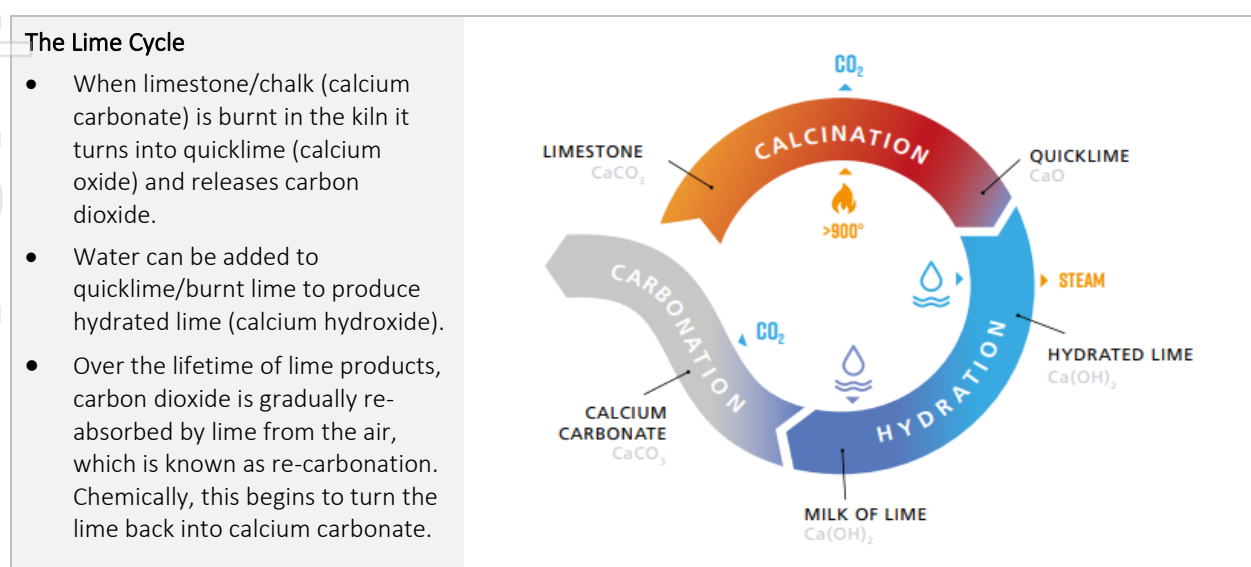 The Lime Cycle
● When limestone/chalk (calcium
carbonate) is burnt in the kiln it
turns into quicklime (calcium
oxide) and releases carbon
dioxide.
● Water can be added to
quicklime/burnt lime to produce
hydrated lime (calcium hydroxide).
● Over the lifetime of lime products,
carbon dioxide is gradually re-
absorbed by lime from the air,
which is known as re-carbonation.
Chemically, this begins to turn the
lime back into calcium carbonate.
CO₂
CALCINATION
LIMESTONE
CaCO₃
QUICKLIME
CaO
>900°
STEAM
HYDRATED LIME
Ca(OH)₂
HYDRATION
MILK OF LIME
Ca(OH)₂
CO₂
CARBONATION
CALCIUM
CARBONATE
CaCO₃